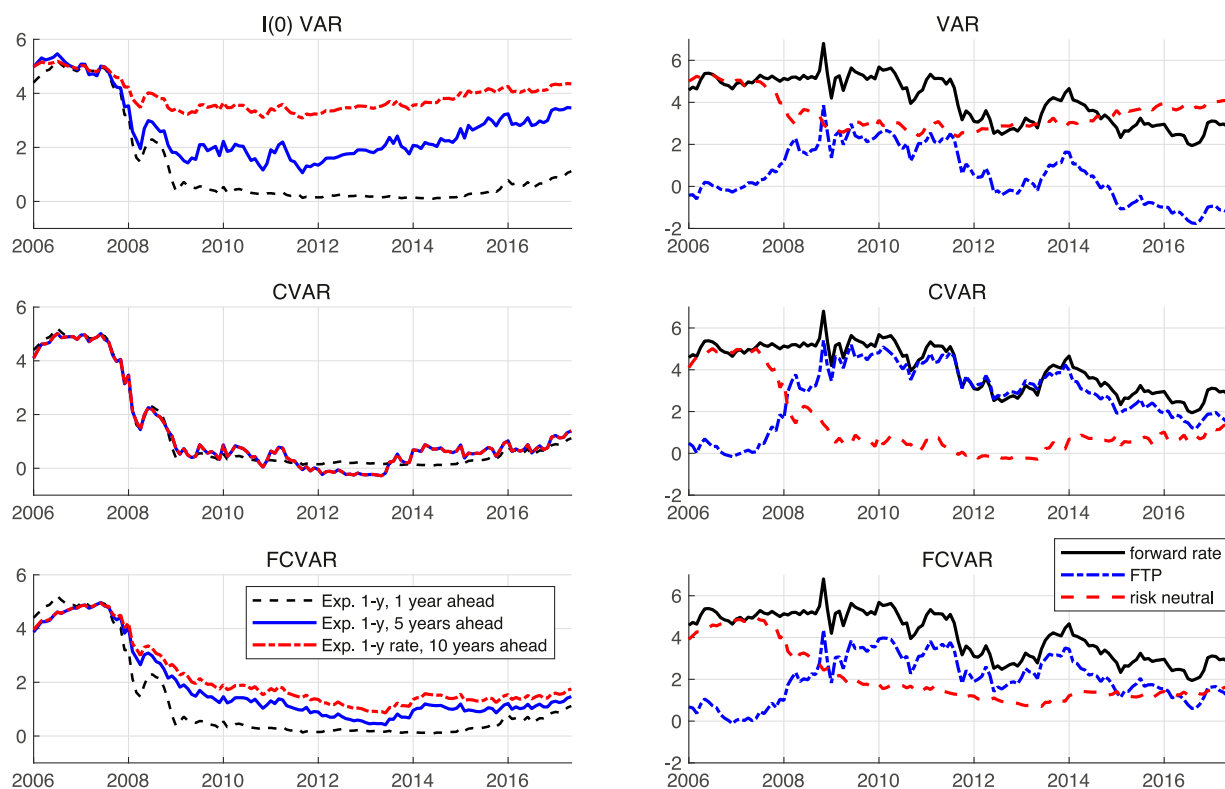 I(0) VAR
6
4
2
0
2006 2008 2010 2012 2014 2016
VAR
6
4
2
0
-2
2006 2008 2010 2012 2014 2016
CVAR
6
4
2
0
2006 2008 2010 2012 2014 2016
CVAR
6
4
2
0
-2
2006 2008 2010 2012 2014 2016
FCVAR
6
4
2
0
Exp. 1-y, 1 year ahead
Exp. 1-y, 5 years ahead
Exp. 1-y rate, 10 years ahead
2006 2008 2010 2012 2014 2016
FCVAR
6
4
2
0
-2
forward rate
FTP
risk neutral
2006 2008 2010 2012 2014 2016